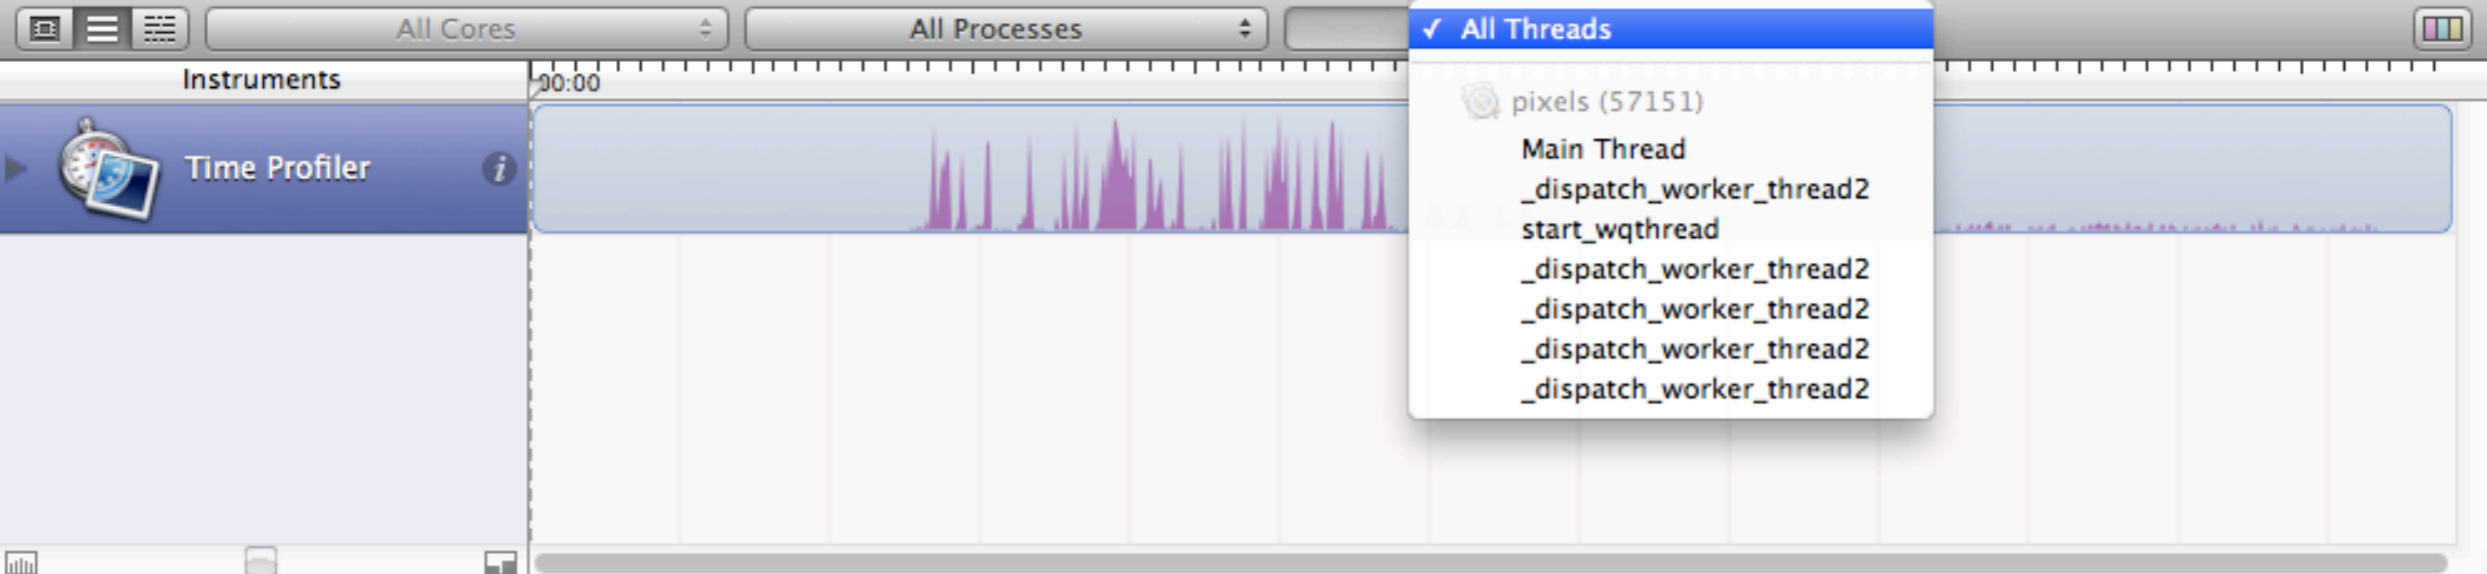 All Cores
All Processes
✓ All Threads
Instruments
00:00
pixels (57151)
Time Profiler
Main Thread
_dispatch_worker_thread2
start_wqthread
_dispatch_worker_thread2
_dispatch_worker_thread2
_dispatch_worker_thread2
_dispatch_worker_thread2